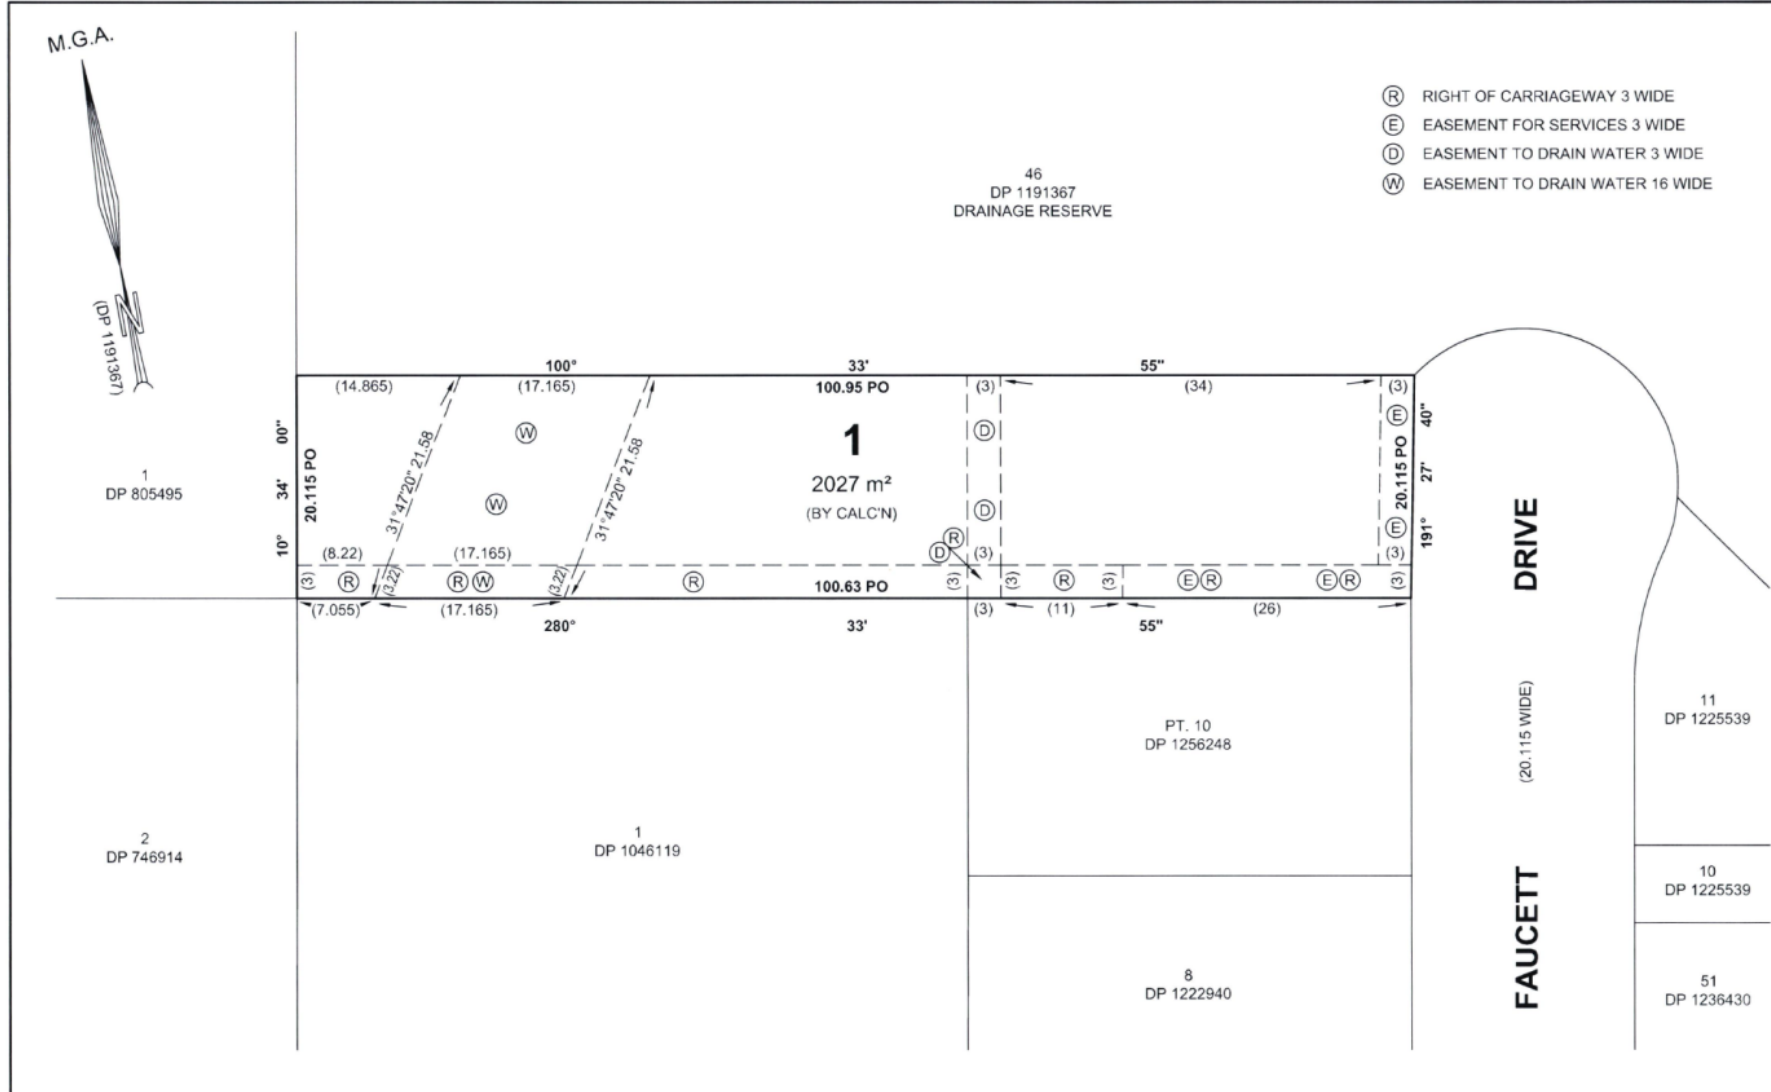 M.G.A.
N
(DP 1191367)
Ⓡ RIGHT OF CARRIAGEWAY 3 WIDE
Ⓔ EASEMENT FOR SERVICES 3 WIDE
Ⓓ EASEMENT TO DRAIN WATER 3 WIDE
Ⓦ EASEMENT TO DRAIN WATER 16 WIDE
46
DP 1191367
DRAINAGE RESERVE
100° 33' 55"
(14.865) (17.165) 100.95 PO (3) (34) (3)
10° 34' 00"
20.115 PO
31°47'20" 21.58
31°47'20" 21.58
Ⓦ
Ⓦ
1
2027 m²
(BY CALC'N)
Ⓓ
Ⓓ
Ⓡ
Ⓓ
Ⓔ
Ⓔ
20.115 PO
191° 27' 40"
1
DP 805495
(8.22) (17.165) (3) (3)
(3) Ⓡ (3.22) Ⓡ Ⓦ (3.22) Ⓡ 100.63 PO (3) (3) Ⓡ (3) Ⓔ Ⓡ Ⓔ Ⓡ (3)
(7.055) (17.165) (3) (11) (26)
280° 33' 55"
2
DP 746914
1
DP 1046119
PT. 10
DP 1256248
8
DP 1222940
FAUCETT DRIVE
(20.115 WIDE)
11
DP 1225539
10
DP 1225539
51
DP 1236430